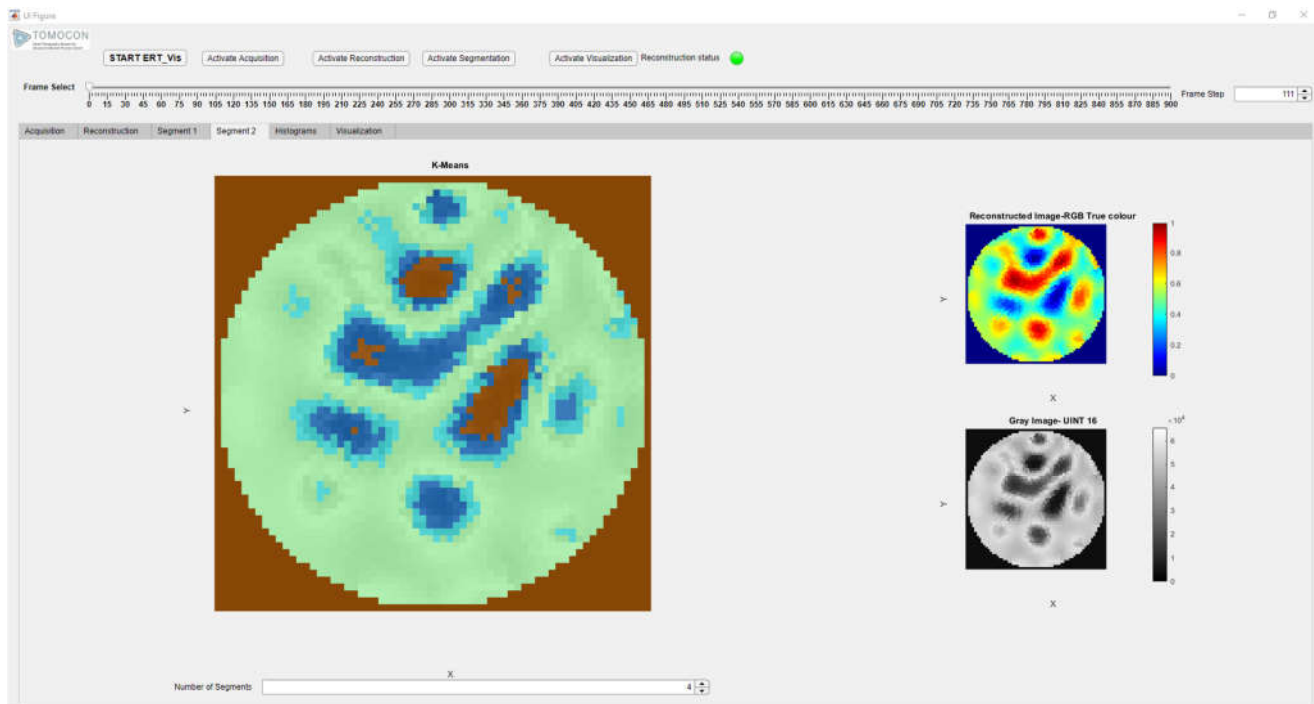 UI Figure
TOMOCON
START ERT_Vis
Activate Acquisition
Activate Reconstruction
Activate Segmentation
Activate Visualization
Reconstruction status
Frame Select
0 15 30 45 60 75 90 105 120 135 150 165 180 195 210 225 240 255 270 285 300 315 330 345 360 375 390 405 420 435 450 465 480 495 510 525 540 555 570 585 600 615 630 645 660 675 690 705 720 735 750 765 780 795 810 825 840 855 870 885 900
Frame Step
111
Acquisition Reconstruction Segment 1 Segment 2 Histograms Visualization
K-Means
Y
X
Number of Segments
4
Reconstructed Image-RGB True colour
Y
X
1
0.8
0.6
0.4
0.2
0
Gray Image- UINT 16
Y
X
×10⁴
6
5
4
3
2
1
0